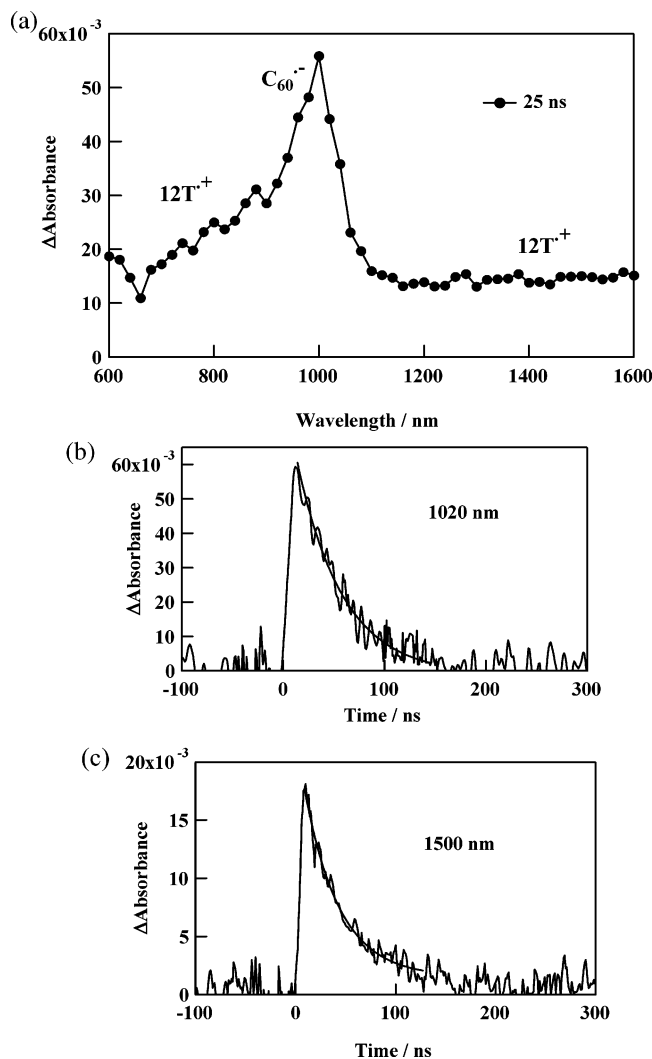 (a)
60x10⁻³
50
40
30
20
10
0
ΔAbsorbance
12T˙⁺
C₆₀˙⁻
25 ns
12T˙⁺
600 800 1000 1200 1400 1600
Wavelength / nm
(b)
60x10⁻³
50
40
30
20
10
0
ΔAbsorbance
1020 nm
-100 0 100 200 300
Time / ns
(c)
20x10⁻³
15
10
5
0
ΔAbsorbance
1500 nm
-100 0 100 200 300
Time / ns